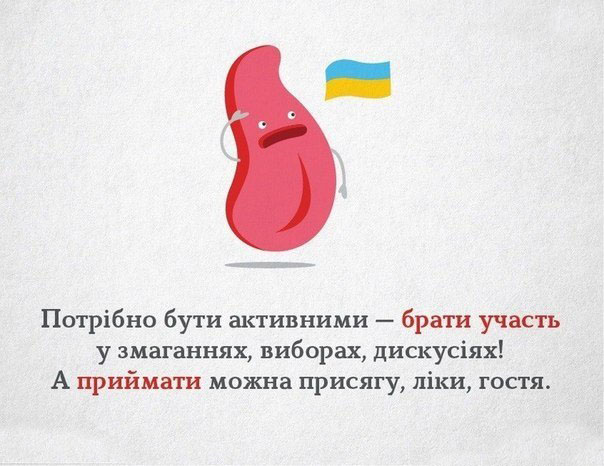 Потрібно бути активними — брати участь
у змаганнях, виборах, дискусіях!
А приймати можна присягу, ліки, гостя.